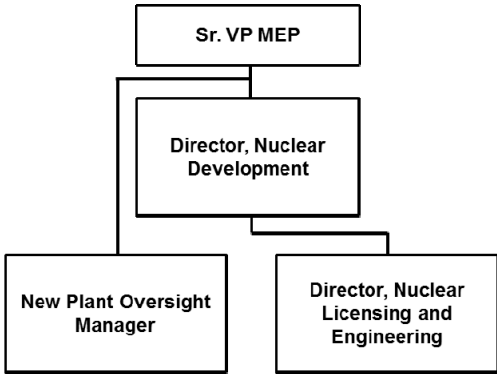 Sr. VP MEP
Director, Nuclear
Development
New Plant Oversight
Manager
Director, Nuclear
Licensing and
Engineering